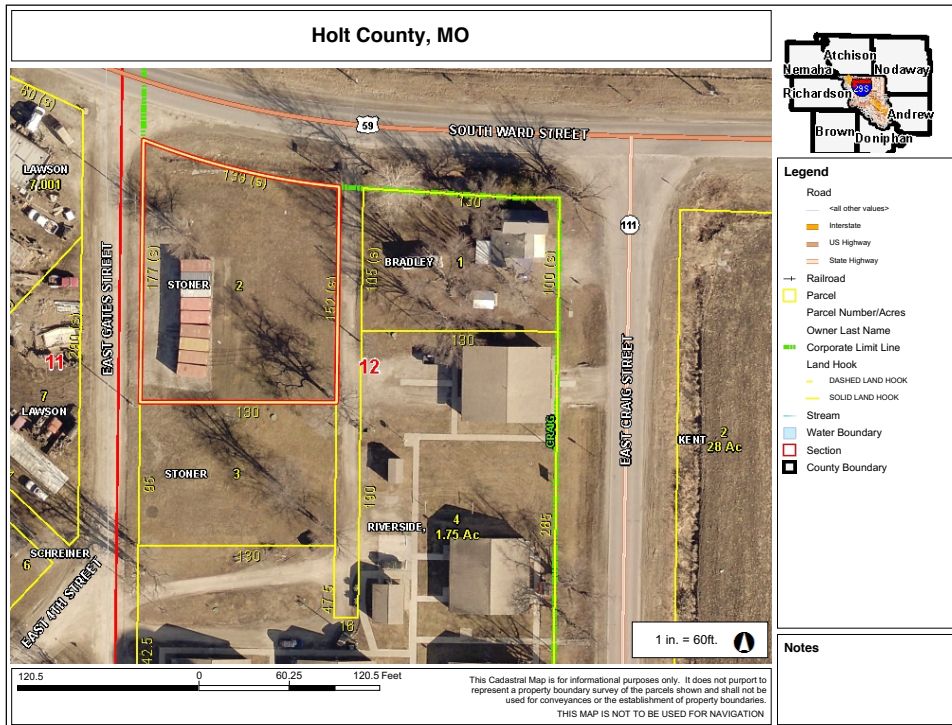 Holt County, MO
60 (s)
59
SOUTH WARD STREET
LAWSON
7.001
133 (s)
130
111
EAST GATES STREET
177 (s)
STONER
2
152 (s)
105 (s)
BRADLEY
1
100 (s)
11
12
130
EAST CRAIG STREET
7
LAWSON
130
CRAIG
KENT
2
28 Ac
95
STONER
3
190
RIVERSIDE,
4
1.75 Ac
285
SCHREINER
6
130
EAST 4TH STREET
47.5
16
42.5
1 in. = 60ft.
120.5
0
60.25
120.5 Feet
This Cadastral Map is for informational purposes only. It does not purport to
represent a property boundary survey of the parcels shown and shall not be
used for conveyances or the establishment of property boundaries.
THIS MAP IS NOT TO BE USED FOR NAVIGATION
Atchison
Nemaha
Nodaway
Richardson
29S
Andrew
Brown
Doniphan
Legend
Road
<all other values>
Interstate
US Highway
State Highway
Railroad
Parcel
Parcel Number/Acres
Owner Last Name
Corporate Limit Line
Land Hook
DASHED LAND HOOK
SOLID LAND HOOK
Stream
Water Boundary
Section
County Boundary
Notes